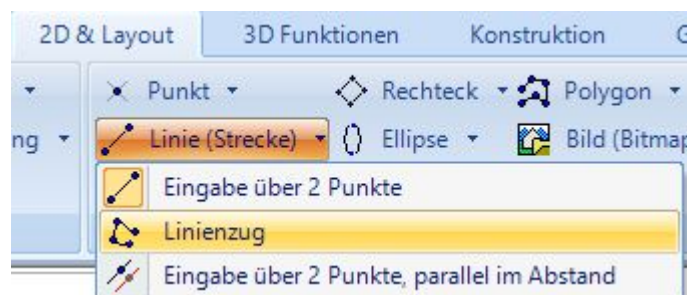 2D & Layout 3D Funktionen Konstruktion
Punkt Rechteck Polygon
ng Linie (Strecke) Ellipse Bild (Bitmap
Eingabe über 2 Punkte
Linienzug
Eingabe über 2 Punkte, parallel im Abstand